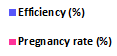 Efficiency (%)
Pregnancy rate (%)